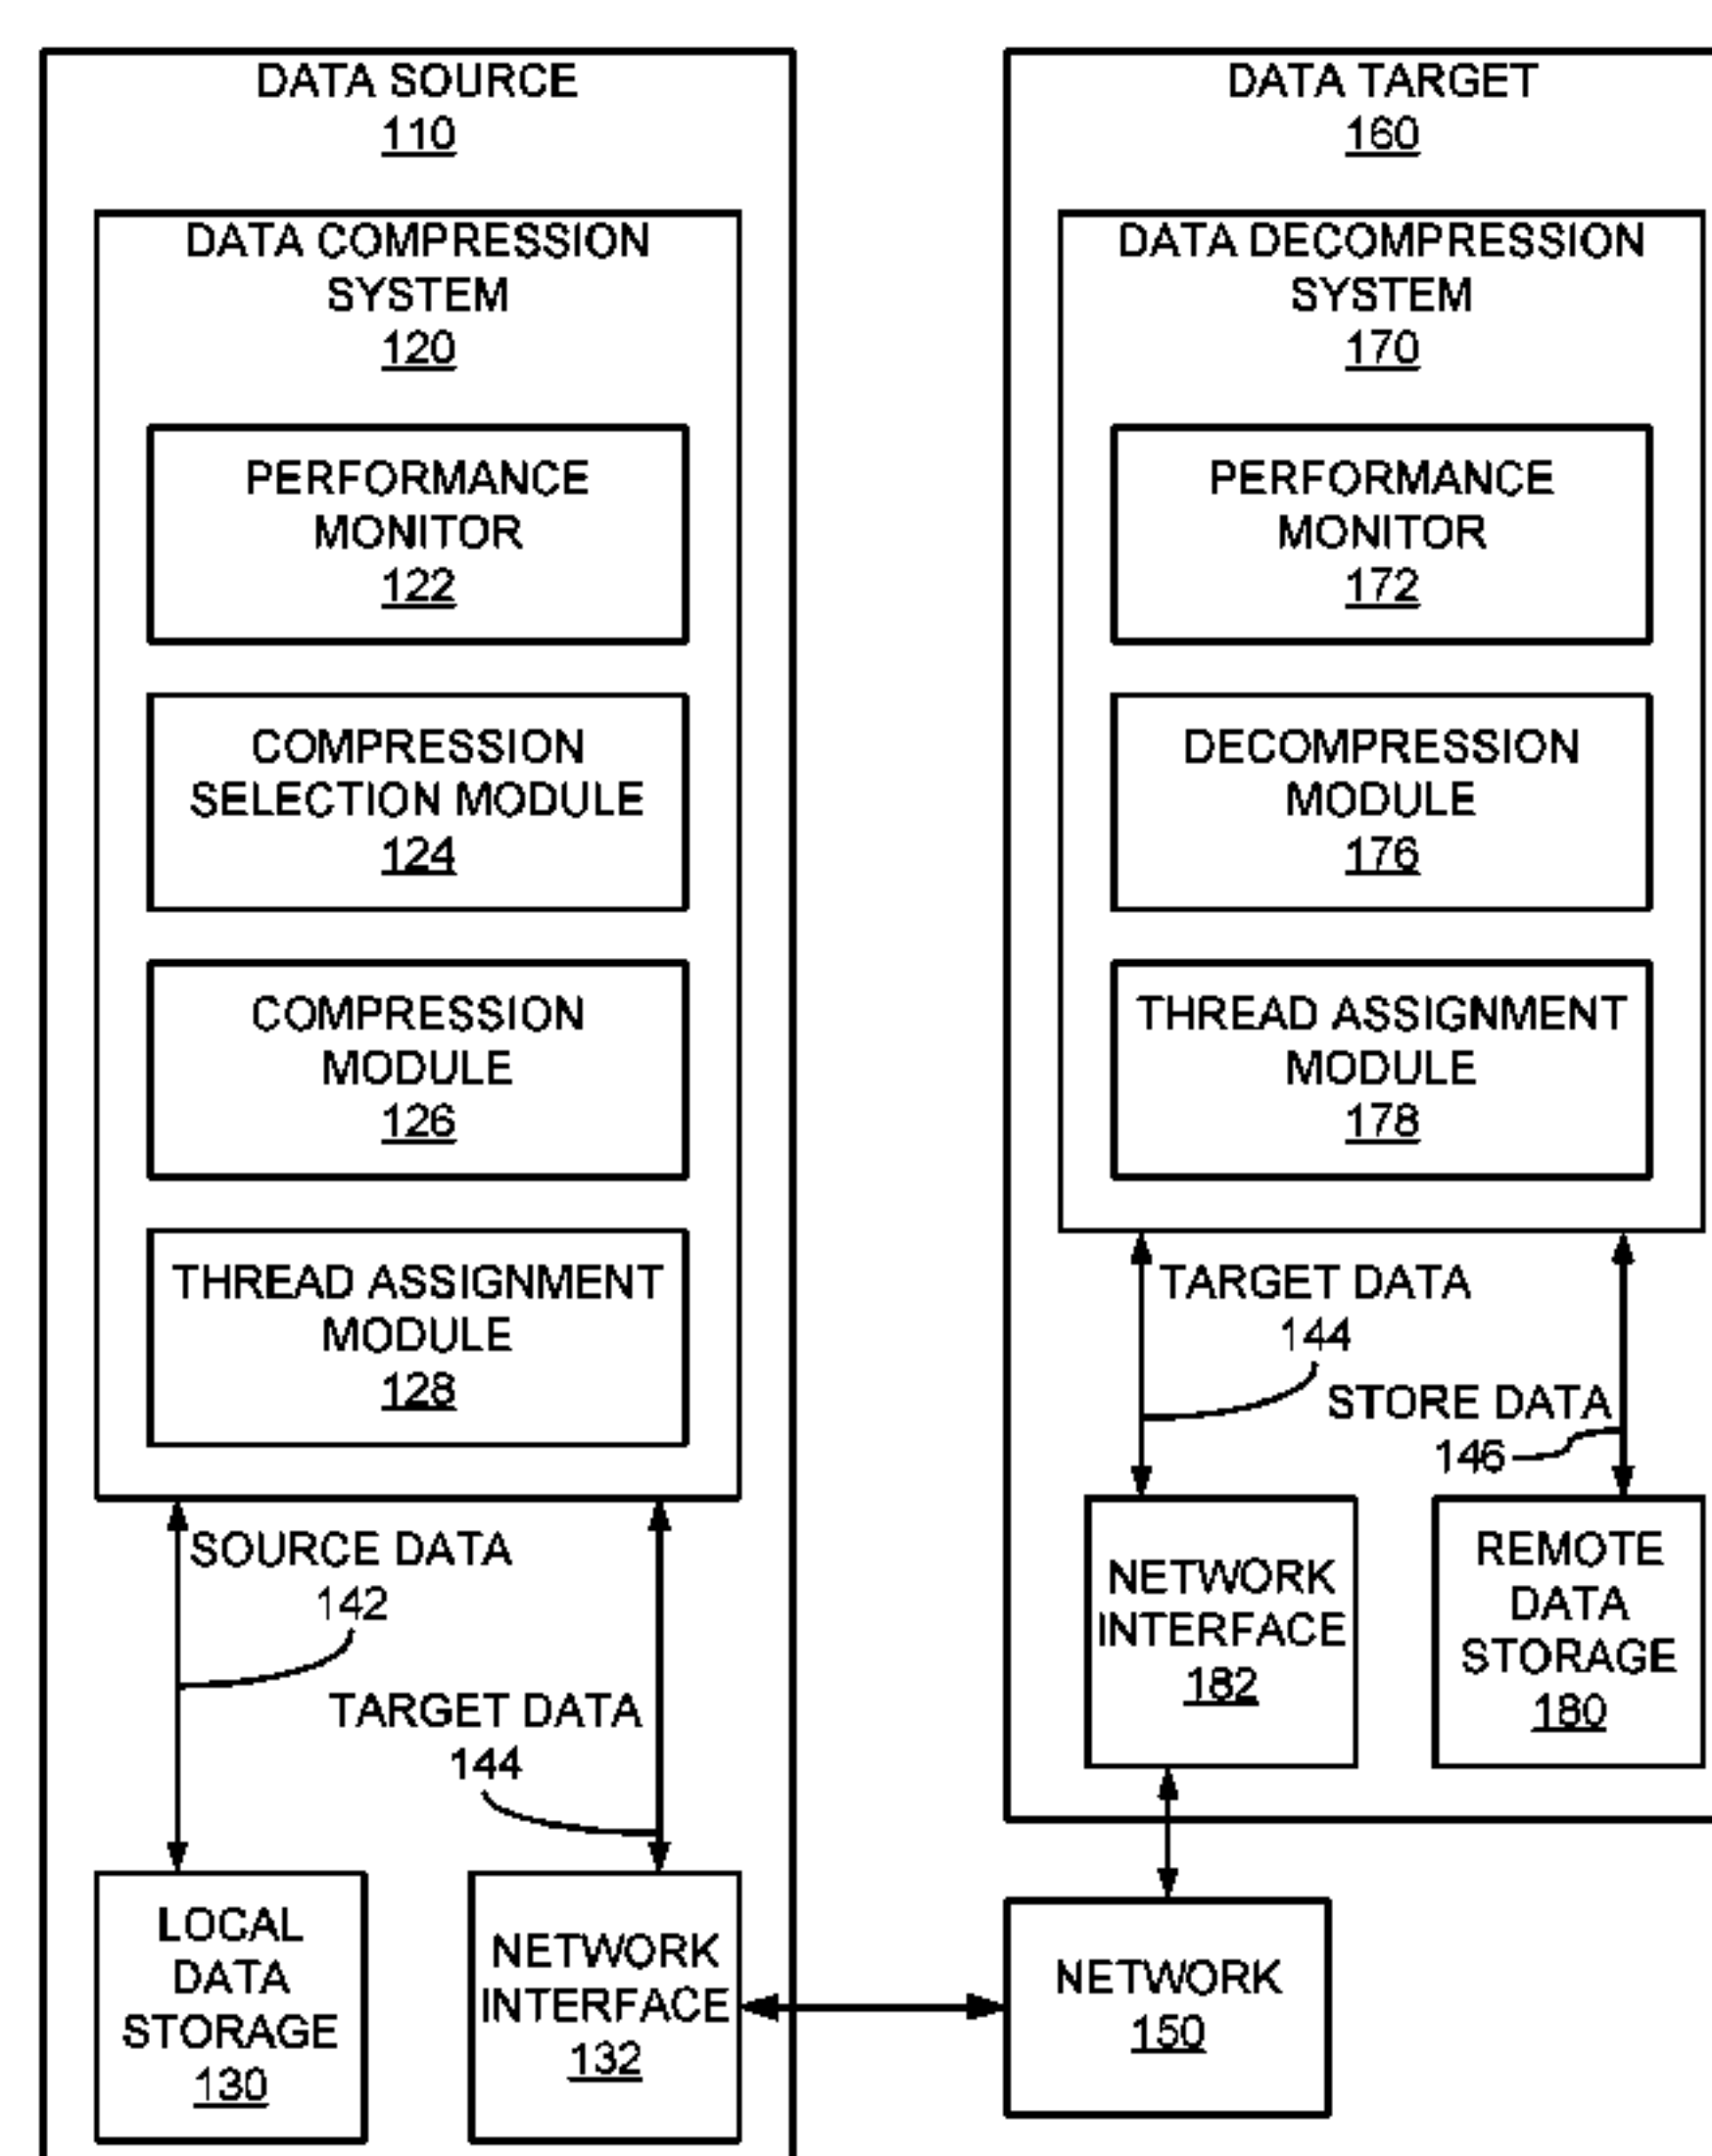 DATA SOURCE
110
DATA COMPRESSION
SYSTEM
120
PERFORMANCE
MONITOR
122
COMPRESSION
SELECTION MODULE
124
COMPRESSION
MODULE
126
THREAD ASSIGNMENT
MODULE
128
SOURCE DATA
142
TARGET DATA
144
LOCAL
DATA
STORAGE
130
NETWORK
INTERFACE
132
DATA TARGET
160
DATA DECOMPRESSION
SYSTEM
170
PERFORMANCE
MONITOR
172
DECOMPRESSION
MODULE
176
THREAD ASSIGNMENT
MODULE
178
TARGET DATA
144
STORE DATA
146
NETWORK
INTERFACE
182
REMOTE
DATA
STORAGE
180
NETWORK
150